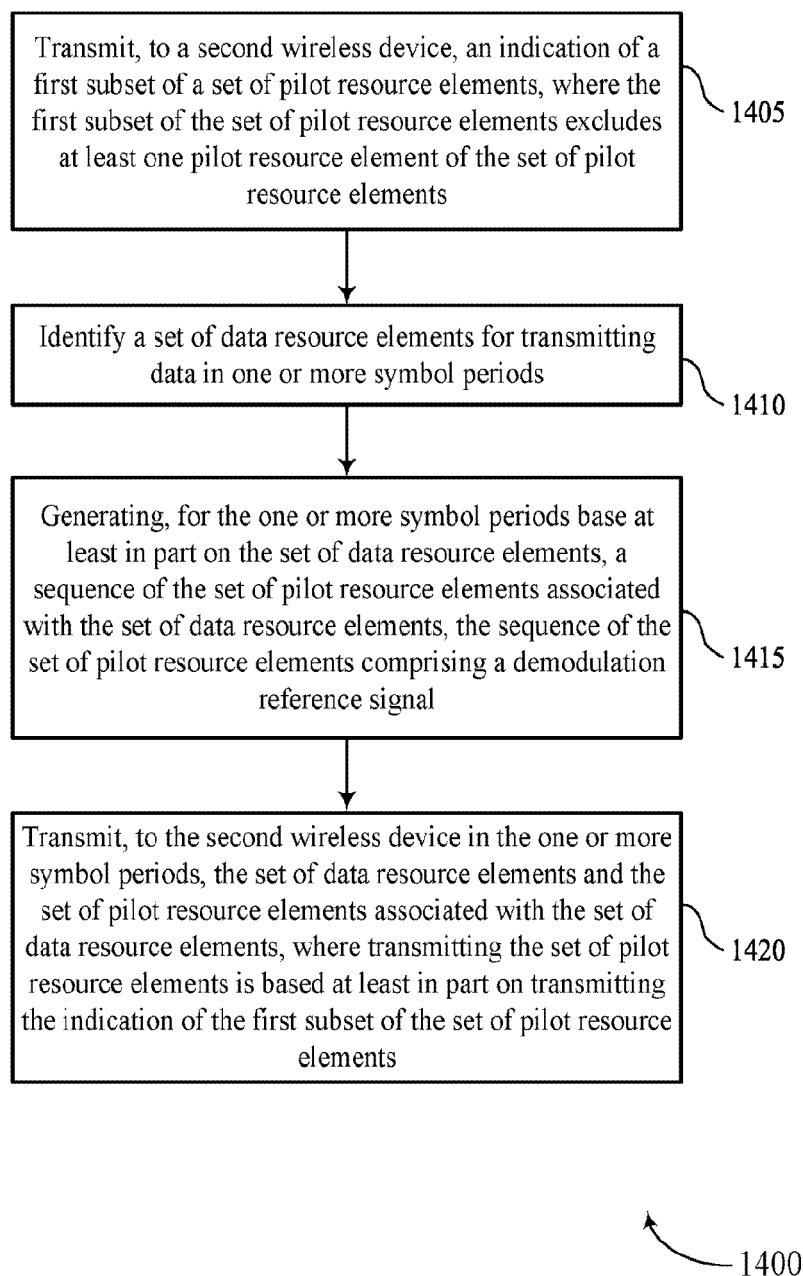 Transmit, to a second wireless device, an indication of a
first subset of a set of pilot resource elements, where the
first subset of the set of pilot resource elements excludes
at least one pilot resource element of the set of pilot
resource elements
1405
Identify a set of data resource elements for transmitting
data in one or more symbol periods
1410
Generating, for the one or more symbol periods base at
least in part on the set of data resource elements, a
sequence of the set of pilot resource elements associated
with the set of data resource elements, the sequence of the
set of pilot resource elements comprising a demodulation
reference signal
1415
Transmit, to the second wireless device in the one or more
symbol periods, the set of data resource elements and the
set of pilot resource elements associated with the set of
data resource elements, where transmitting the set of pilot
resource elements is based at least in part on transmitting
the indication of the first subset of the set of pilot resource
elements
1420
1400